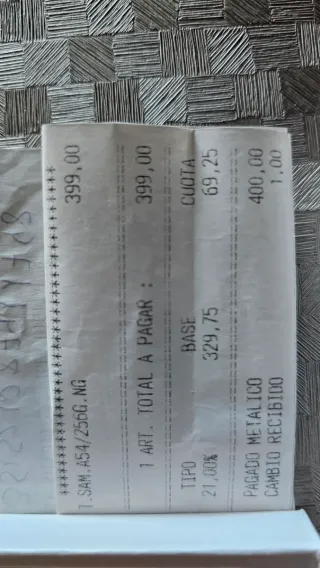 ********************************
T.SAM.A54/256G.NG 399,00
1 ART. TOTAL A PAGAR : 399,00
TIPO BASE CUOTA
21,00% 329,75 69,25
PAGADO METALICO 400,00
CAMBIO RECIBIDO 1,00